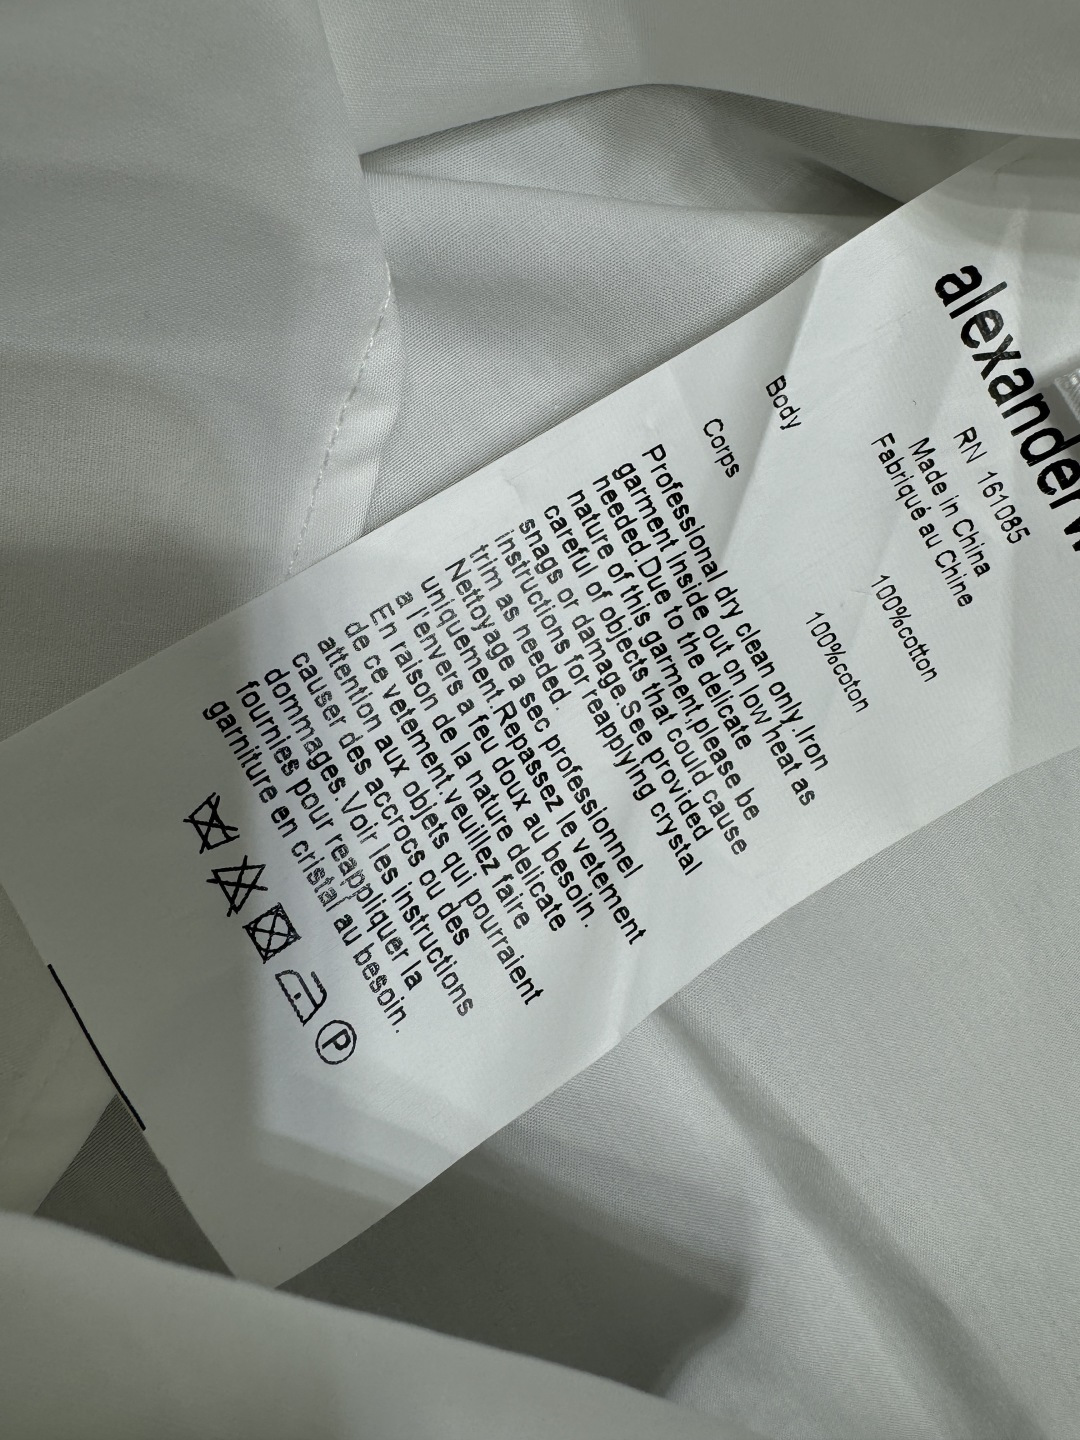 alexanderw
RN 161085
Made in China
Fabriqué au Chine
Body 100%cotton
Corps 100%coton
Professional dry clean only.Iron
garment inside out on low heat as
needed.Due to the delicate
nature of this garment,please be
careful of objects that could cause
snags or damage.See provided
instructions for reapplying crystal
trim as needed.
Nettoyage a sec professionnel
uniquement.Repassez le vetement
a l'envers a feu doux au besoin.
En raison de la nature delicate
de ce vetement,veuillez faire
attention aux objets qui pourraient
causer des accrocs ou des
dommages.Voir les instructions
fournies pour reappliquer la
garniture en cristal au besoin.
P